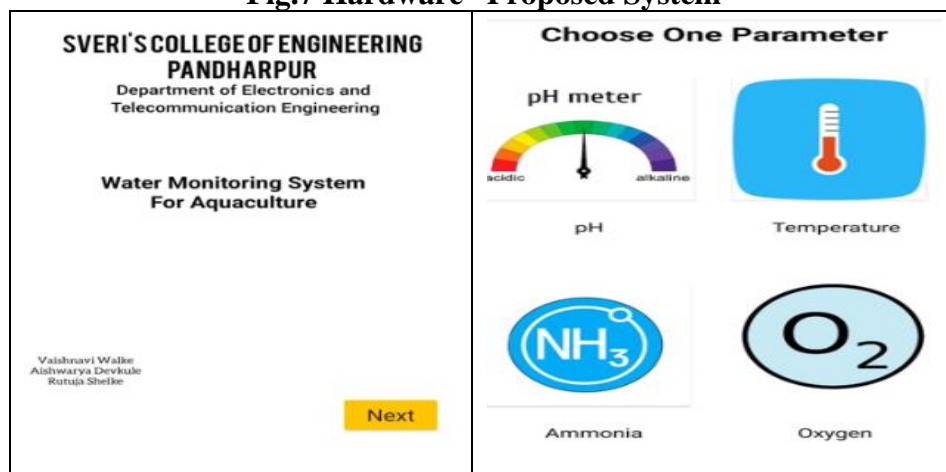 Fig.7 Hardware - Proposed System
SVERI'S COLLEGE OF ENGINEERING
PANDHARPUR
Department of Electronics and
Telecommunication Engineering
Water Monitoring System
For Aquaculture
Vaishnavi Walke
Aishwarya Devkule
Rutuja Shelke
Next
Choose One Parameter
pH meter
acidic alkaline
pH
Temperature
NH3
O2
Ammonia
Oxygen